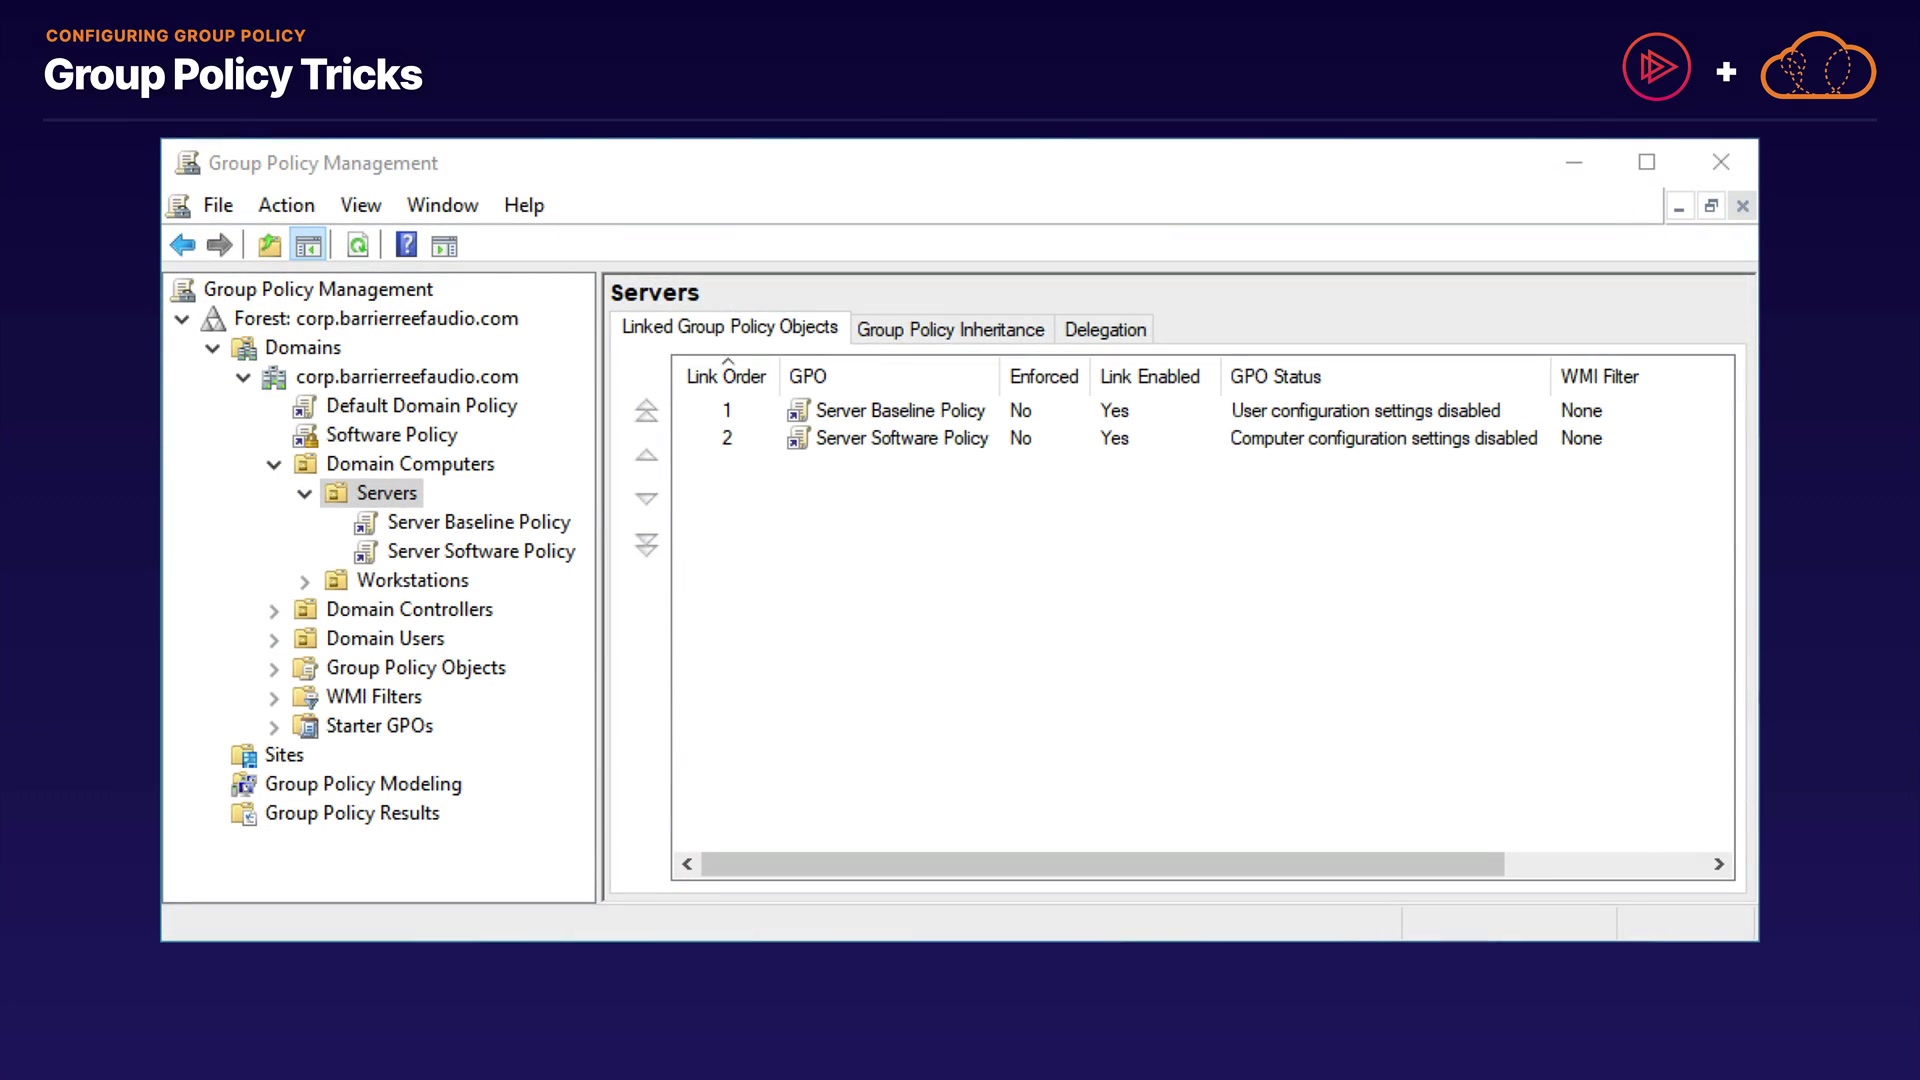 CONFIGURING GROUP POLICY
Group Policy Tricks
+
Group Policy Management
File Action View Window Help
Group Policy Management
Forest: corp.barrierreefaudio.com
Domains
corp.barrierreefaudio.com
Default Domain Policy
Software Policy
Domain Computers
Servers
Server Baseline Policy
Server Software Policy
Workstations
Domain Controllers
Domain Users
Group Policy Objects
WMI Filters
Starter GPOs
Sites
Group Policy Modeling
Group Policy Results
Servers
Linked Group Policy Objects Group Policy Inheritance Delegation
Link Order GPO Enforced Link Enabled GPO Status WMI Filter
1 Server Baseline Policy No Yes User configuration settings disabled None
2 Server Software Policy No Yes Computer configuration settings disabled None